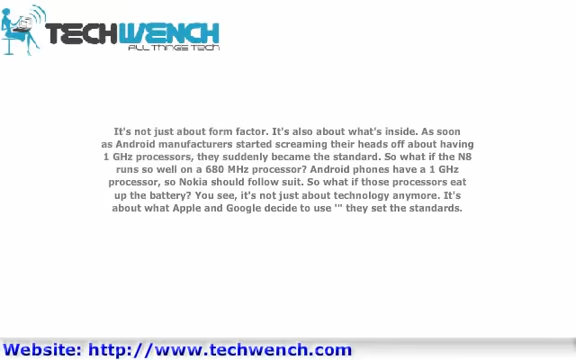 TECHWENCH
ALL THINGS TECH
It's not just about form factor. It's also about what's inside. As soon
as Android manufacturers started screaming their heads off about having
1 GHz processors, they suddenly became the standard. So what if the N8
runs so well on a 680 MHz processor? Android phones have a 1 GHz
processor, so Nokia should follow suit. So what if those processors eat
up the battery? You see, it's not just about technology anymore. It's
about what Apple and Google decide to use '" they set the standards.
Website: http://www.techwench.com